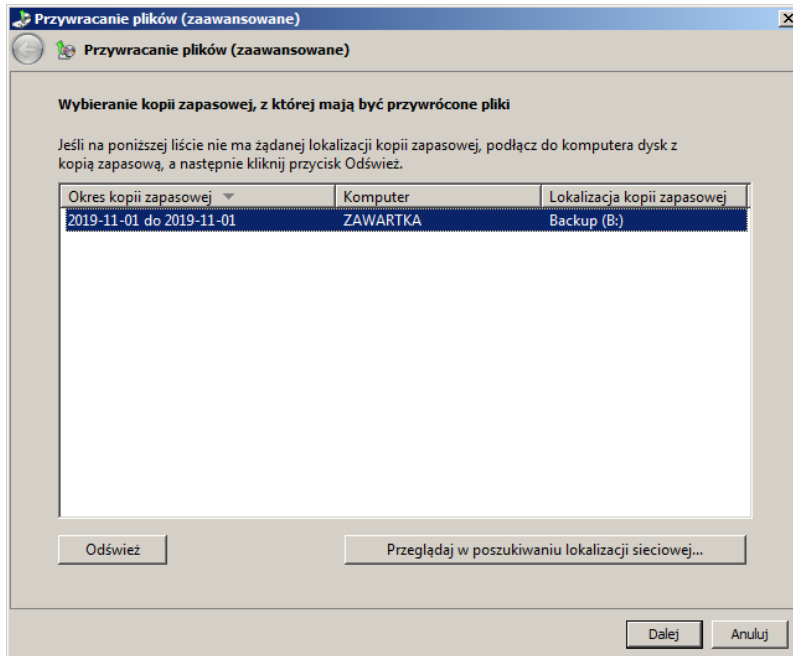 Przywracanie plików (zaawansowane)
Przywracanie plików (zaawansowane)
Wybieranie kopii zapasowej, z której mają być przywrócone pliki
Jeśli na poniższej liście nie ma żądanej lokalizacji kopii zapasowej, podłącz do komputera dysk z
kopią zapasową, a następnie kliknij przycisk Odśwież.
Okres kopii zapasowej Komputer Lokalizacja kopii zapasowej
2019-11-01 do 2019-11-01 ZAWARTKA Backup (B:)
Odśwież Przeglądaj w poszukiwaniu lokalizacji sieciowej...
Dalej Anuluj